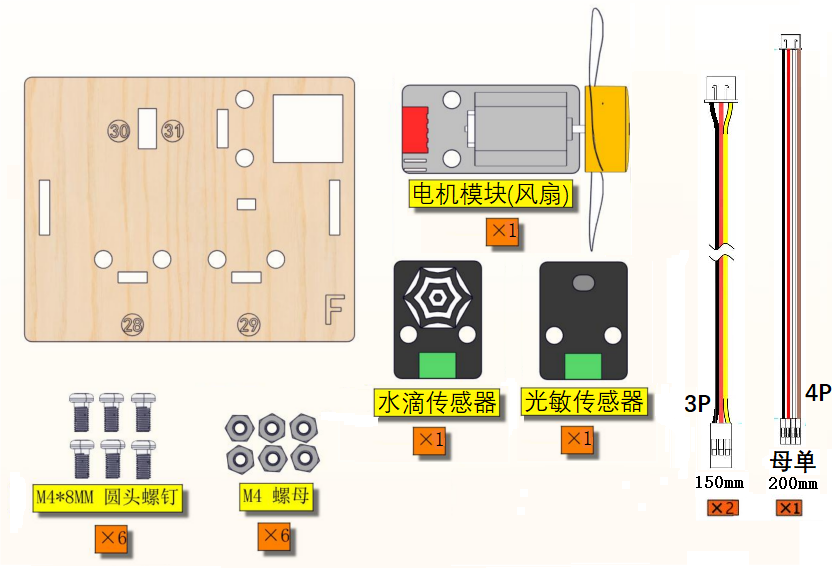 30 31
28 29
F
电机模块(风扇)
×1
水滴传感器
×1
光敏传感器
×1
M4*8MM 圆头螺钉
×6
M4 螺母
×6
3P
150mm
×2
4P
母单
200mm
×1